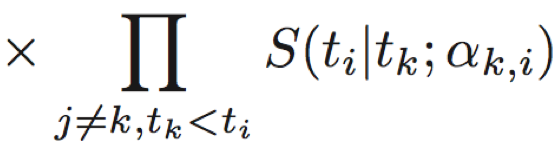 × ∏ S(t_i|t_k; α_{k,i})
j≠k,t_k<t_i